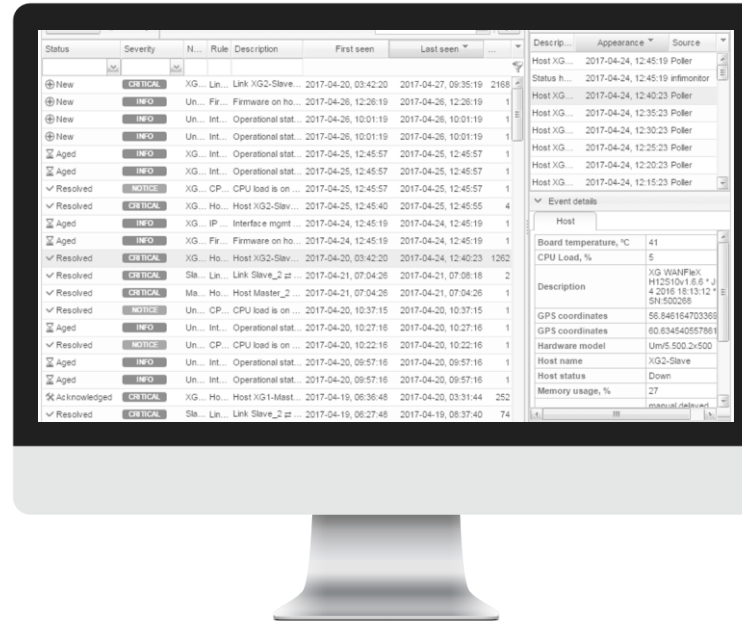 Status Severity N... Rule Description First seen Last seen ...
New CRITICAL XG... Lin... Link XG2-Slave... 2017-04-20, 03:42:20 2017-04-27, 09:35:19 2168
New INFO Un... Fir... Firmware on ho... 2017-04-26, 12:26:19 2017-04-26, 12:26:19 1
New INFO Un... Int... Operational stat... 2017-04-26, 10:01:19 2017-04-26, 10:01:19 1
New INFO Un... Int... Operational stat... 2017-04-26, 10:01:19 2017-04-26, 10:01:19 1
Aged INFO XG... Int... Operational stat... 2017-04-25, 12:45:57 2017-04-25, 12:45:57 1
Aged INFO XG... Int... Operational stat... 2017-04-25, 12:45:57 2017-04-25, 12:45:57 1
Resolved NOTICE XG... CP... CPU load is on ... 2017-04-25, 12:45:57 2017-04-25, 12:45:57 1
Resolved CRITICAL XG... Ho... Host XG2-Slav... 2017-04-25, 12:45:40 2017-04-25, 12:45:55 4
Aged INFO XG... IP ... Interface mgmt ... 2017-04-24, 12:45:19 2017-04-24, 12:45:19 1
Aged INFO XG... Fir... Firmware on ho... 2017-04-24, 12:45:19 2017-04-24, 12:45:19 1
Resolved CRITICAL XG... Ho... Host XG2-Slav... 2017-04-20, 03:42:20 2017-04-24, 12:40:23 1262
Resolved CRITICAL Sla... Lin... Link Slave_2 ⇄ ... 2017-04-21, 07:04:26 2017-04-21, 07:08:18 2
Resolved CRITICAL Ma... Ho... Host Master_2 ... 2017-04-21, 07:04:26 2017-04-21, 07:04:26 1
Resolved NOTICE Un... CP... CPU load is on ... 2017-04-20, 10:37:15 2017-04-20, 10:37:15 1
Aged INFO Un... Int... Operational stat... 2017-04-20, 10:27:16 2017-04-20, 10:27:16 1
Resolved NOTICE Un... CP... CPU load is on ... 2017-04-20, 10:22:16 2017-04-20, 10:22:16 1
Aged INFO Un... Int... Operational stat... 2017-04-20, 09:57:16 2017-04-20, 09:57:16 1
Aged INFO Un... Int... Operational stat... 2017-04-20, 09:57:16 2017-04-20, 09:57:16 1
Acknowledged CRITICAL XG... Ho... Host XG1-Mast... 2017-04-19, 06:36:48 2017-04-20, 03:31:44 252
Resolved CRITICAL Sla... Lin... Link Slave_2 ⇄ ... 2017-04-19, 06:27:48 2017-04-19, 08:37:40 74
Descrip... Appearance Source
Host XG... 2017-04-24, 12:45:19 Poller
Status h... 2017-04-24, 12:45:19 infimonitor
Host XG... 2017-04-24, 12:40:23 Poller
Host XG... 2017-04-24, 12:35:23 Poller
Host XG... 2017-04-24, 12:30:23 Poller
Host XG... 2017-04-24, 12:25:23 Poller
Host XG... 2017-04-24, 12:20:23 Poller
Host XG... 2017-04-24, 12:15:23 Poller
Event details
Host
Board temperature, °C 41
CPU Load, % 5
Description XG WANFleX
H12S10v1.6.6 * J
4 2016 18:13:12 *
SN:500268
GPS coordinates 56.846164703369
GPS coordinates 60.634540557861
Hardware model Um/5.500.2x500
Host name XG2-Slave
Host status Down
Memory usage, % 27
manual delayed